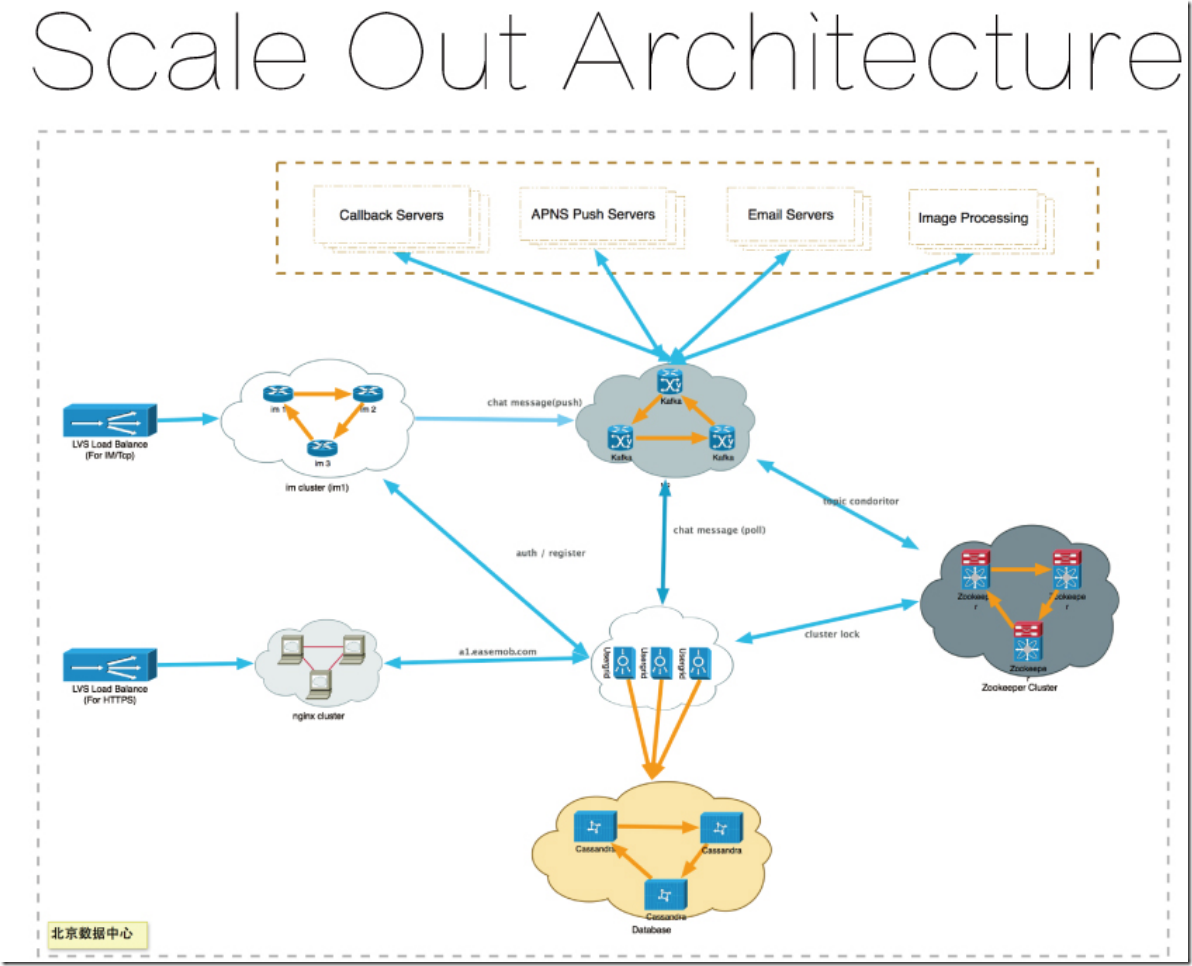 Scale Out Architecture
Callback Servers
APNS Push Servers
Email Servers
Image Processing
im 1
im 2
im 3
im cluster (im1)
LVS Load Balance
(For IM/Tcp)
chat message(push)
Kafka
Kafka
Kafka
topic condoritor
chat message (poll)
auth / register
Zookeepe
r
Zookeepe
r
Zookeepe
r
Zookeeper Cluster
cluster lock
a1.easemob.com
Usergrid
Usergrid
Usergrid
LVS Load Balance
(For HTTPS)
nginx cluster
Cassandra
Cassandra
Cassandra
Database
北京数据中心